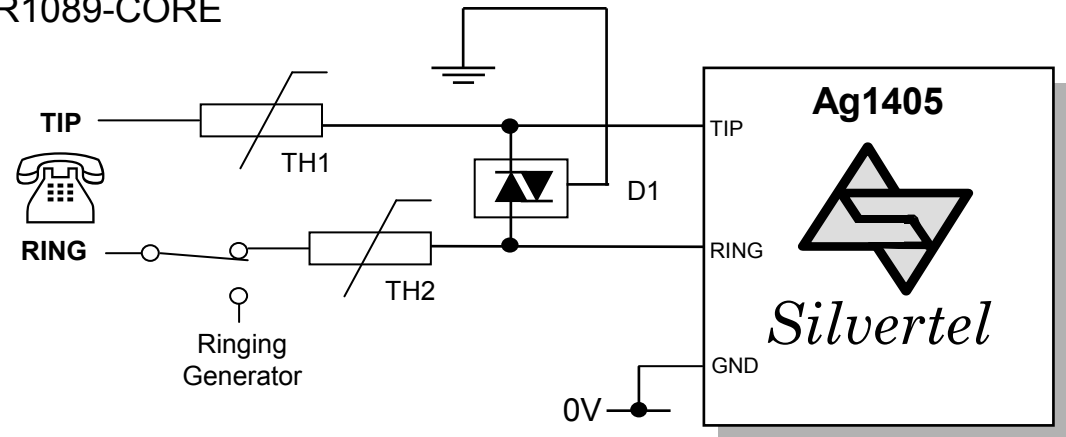 R1089-CORE
TIP
TH1
D1
RING
TH2
Ringing
Generator
Ag1405
TIP
RING
Silvertel
GND
0V